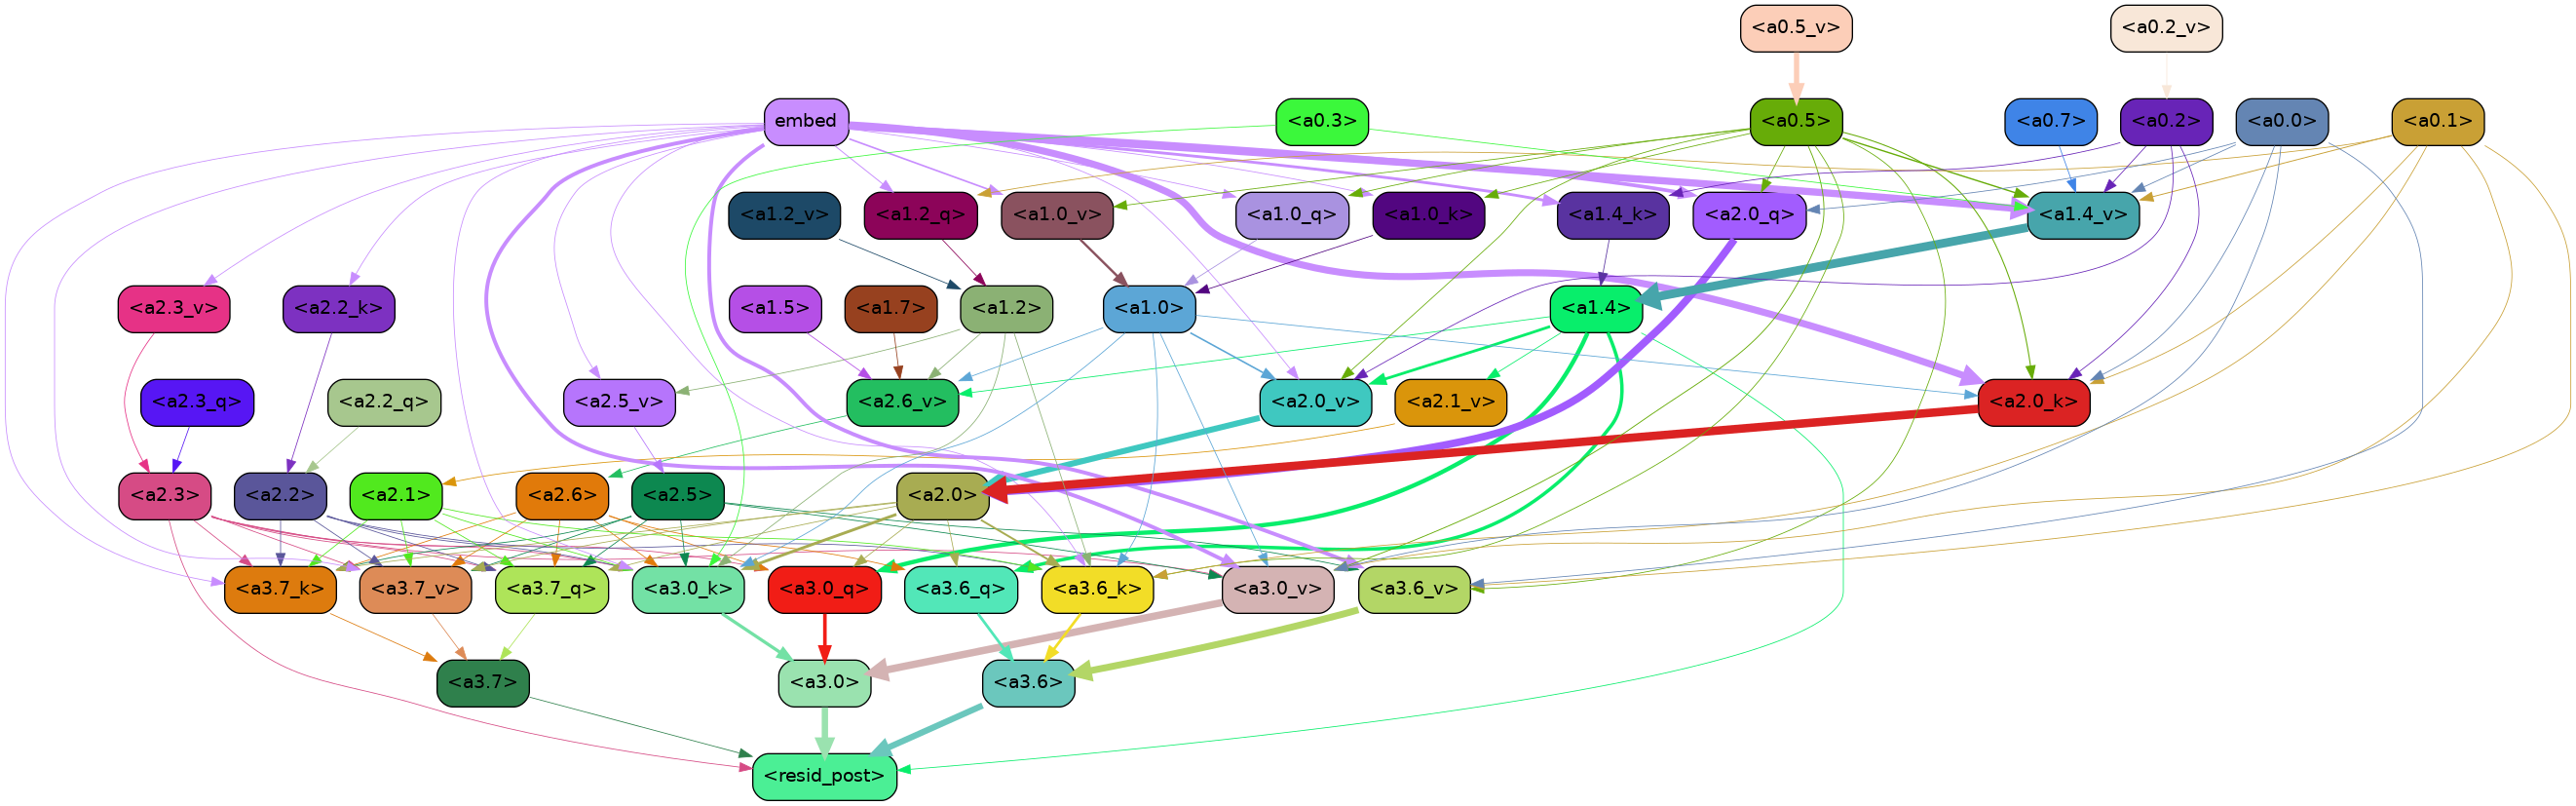 <a0.5_v>
<a0.2_v>
embed
<a0.3>
<a0.5>
<a0.7>
<a0.2>
<a0.0>
<a0.1>
<a1.2_v>
<a1.2_q>
<a1.0_v>
<a1.0_q>
<a1.0_k>
<a1.4_k>
<a2.0_q>
<a1.4_v>
<a2.3_v>
<a2.2_k>
<a1.5>
<a1.7>
<a1.2>
<a1.0>
<a1.4>
<a2.3_q>
<a2.2_q>
<a2.5_v>
<a2.6_v>
<a2.0_v>
<a2.1_v>
<a2.0_k>
<a2.3>
<a2.2>
<a2.1>
<a2.6>
<a2.5>
<a2.0>
<a3.7_k>
<a3.7_v>
<a3.7_q>
<a3.0_k>
<a3.0_q>
<a3.6_q>
<a3.6_k>
<a3.0_v>
<a3.6_v>
<a3.7>
<a3.0>
<a3.6>
<resid_post>